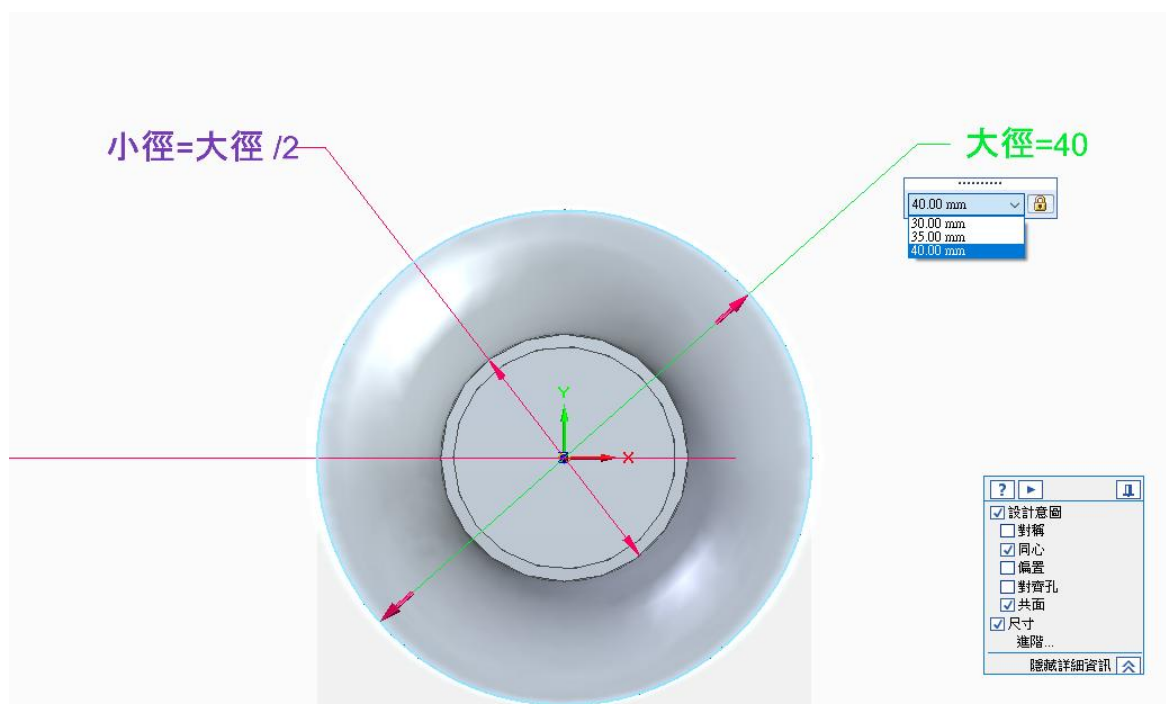 小徑=大徑 /2
大徑=40
40.00 mm
30.00 mm
35.00 mm
40.00 mm
Y
X
?
設計意圖
對稱
同心
偏置
對齊孔
共面
尺寸
進階...
隱藏詳細資訊